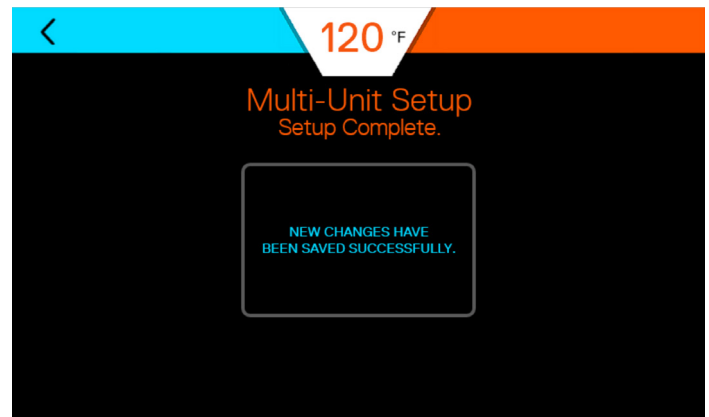 120 °F
Multi-Unit Setup
Setup Complete.
NEW CHANGES HAVE
BEEN SAVED SUCCESSFULLY.